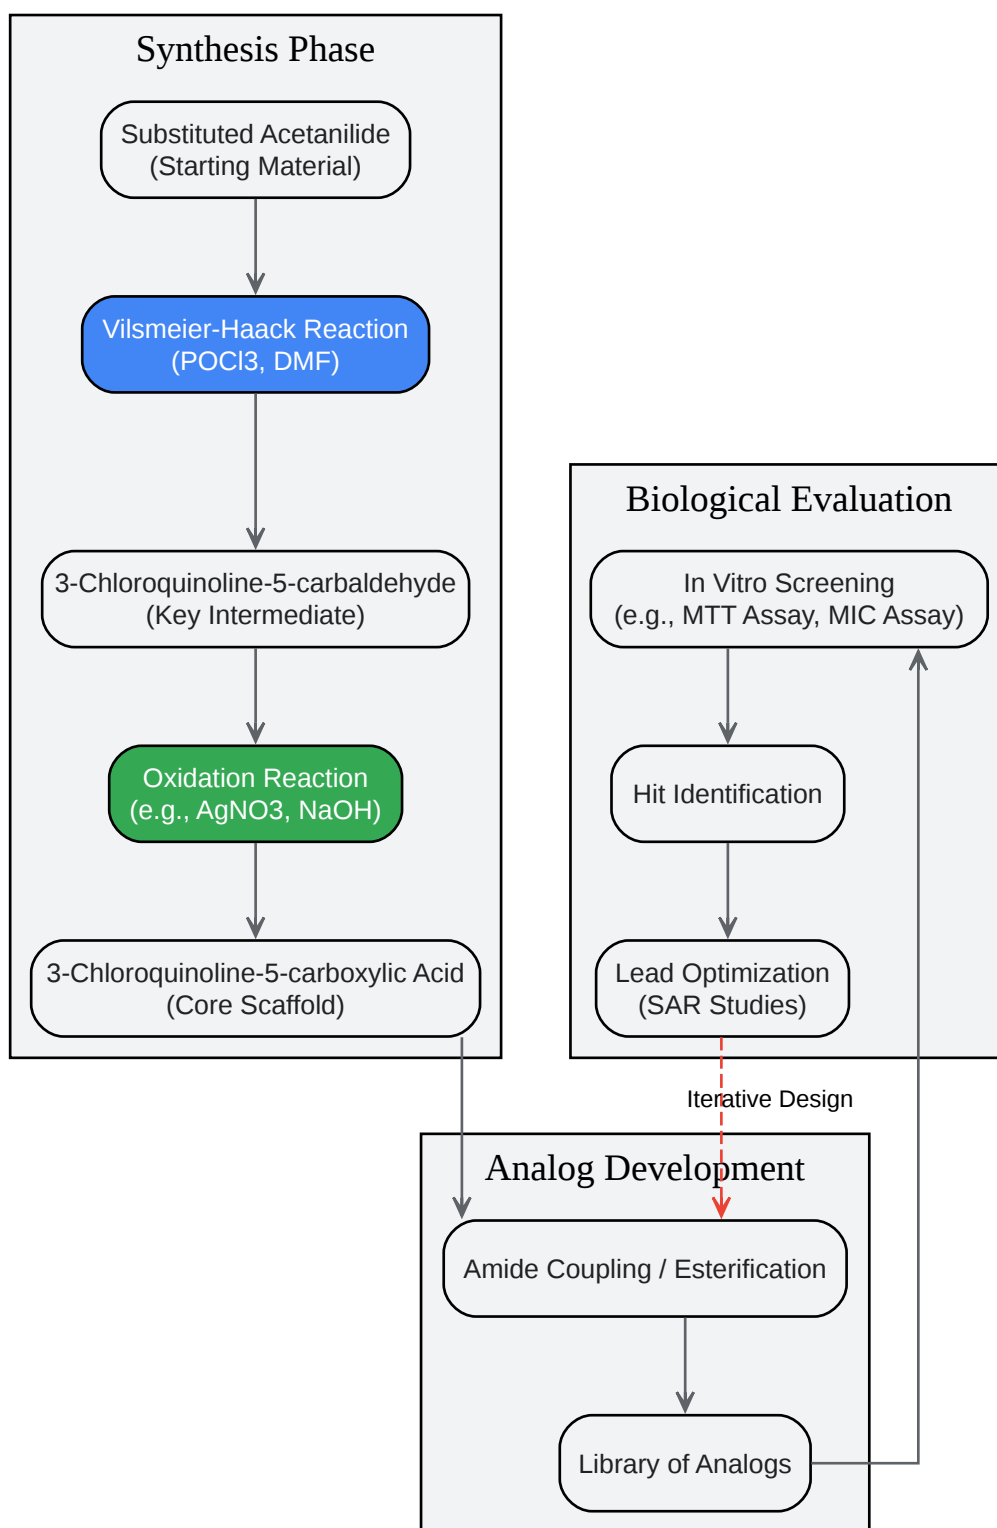 Synthesis Phase
Substituted Acetanilide
(Starting Material)
Vilsmeier-Haack Reaction
(POCl3, DMF)
3-Chloroquinoline-5-carbaldehyde
(Key Intermediate)
Oxidation Reaction
(e.g., AgNO3, NaOH)
3-Chloroquinoline-5-carboxylic Acid
(Core Scaffold)
Biological Evaluation
In Vitro Screening
(e.g., MTT Assay, MIC Assay)
Hit Identification
Lead Optimization
(SAR Studies)
Iterative Design
Analog Development
Amide Coupling / Esterification
Library of Analogs